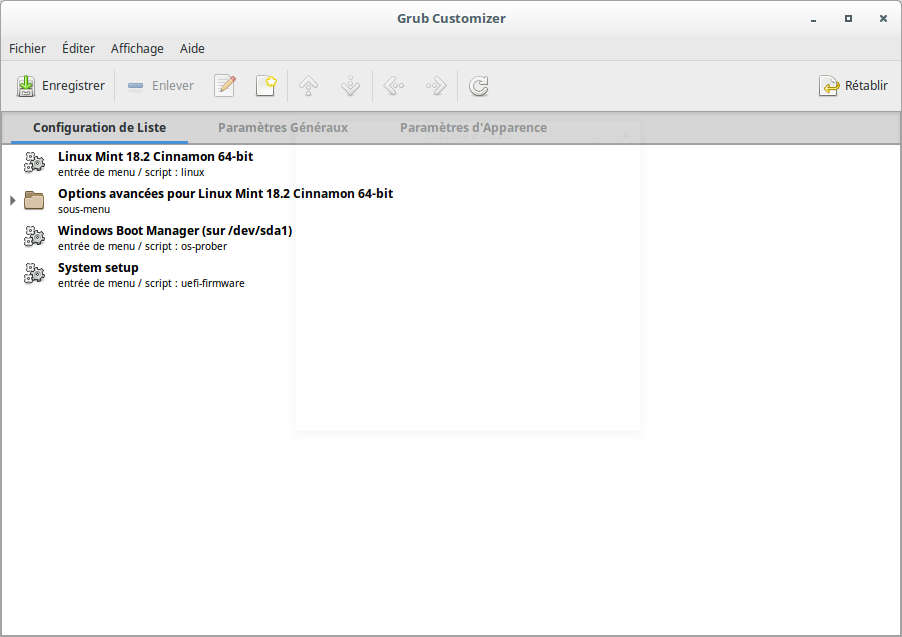 Grub Customizer
Fichier Éditer Affichage Aide
Enregistrer Enlever Rétablir
Configuration de Liste Paramètres Généraux Paramètres d'Apparence
Linux Mint 18.2 Cinnamon 64-bit
entrée de menu / script : linux
Options avancées pour Linux Mint 18.2 Cinnamon 64-bit
sous-menu
Windows Boot Manager (sur /dev/sda1)
entrée de menu / script : os-prober
System setup
entrée de menu / script : uefi-firmware